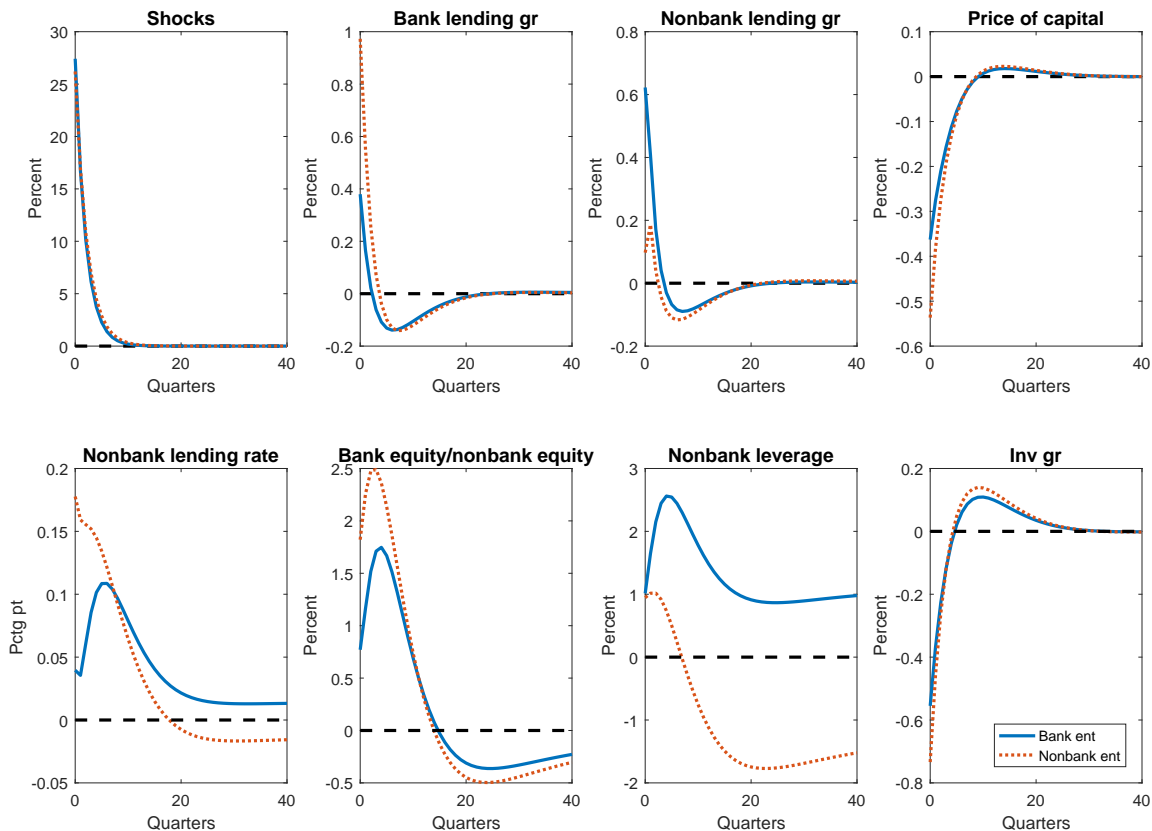 Shocks
Bank lending gr
Nonbank lending gr
Price of capital
30
25
20
15
10
5
0
Percent
0
20
40
Quarters
1
0.8
0.6
0.4
0.2
0
-0.2
Percent
0
20
40
Quarters
0.8
0.6
0.4
0.2
0
-0.2
Percent
0
20
40
Quarters
0.1
0
-0.1
-0.2
-0.3
-0.4
-0.5
-0.6
Percent
0
20
40
Quarters
Nonbank lending rate
Bank equity/nonbank equity
Nonbank leverage
Inv gr
0.2
0.15
0.1
0.05
0
-0.05
Pctg pt
0
20
40
Quarters
2.5
2
1.5
1
0.5
0
-0.5
Percent
0
20
40
Quarters
3
2
1
0
-1
-2
Percent
0
20
40
Quarters
0.2
0
-0.2
-0.4
-0.6
-0.8
Percent
0
20
40
Quarters
Bank ent
Nonbank ent